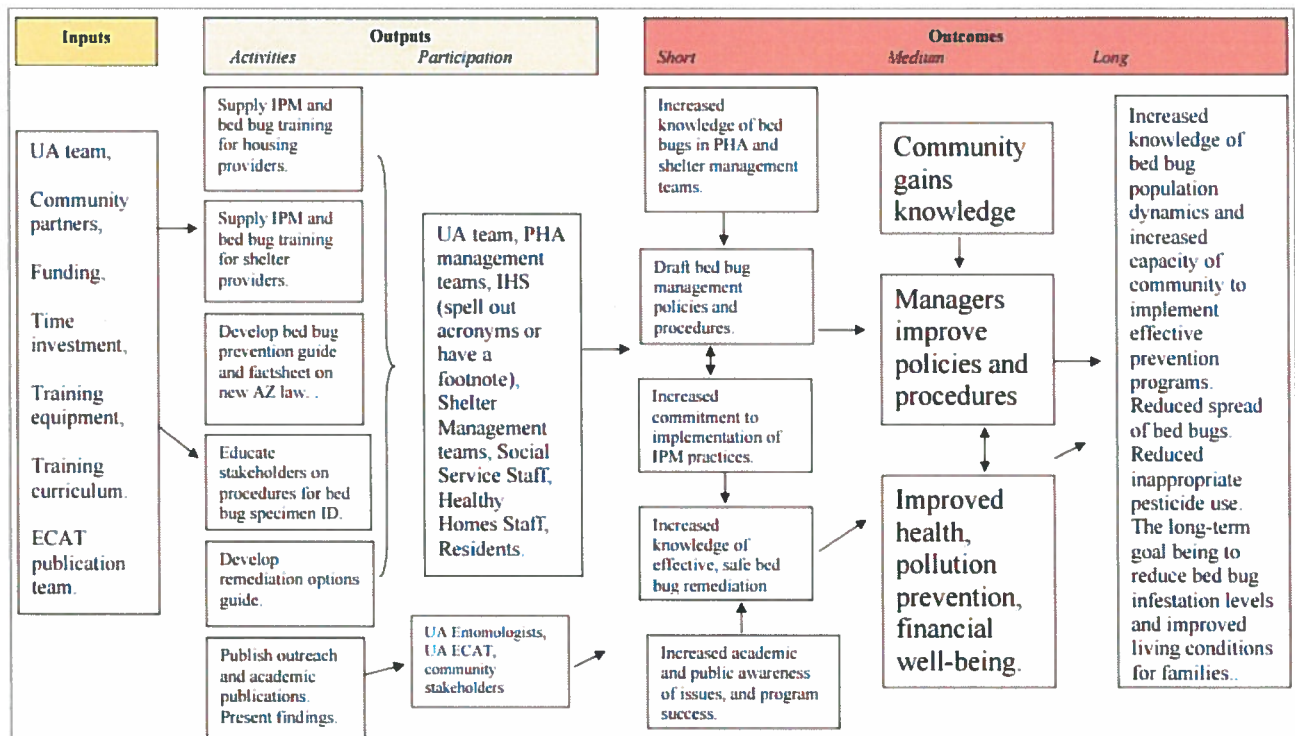 Inputs
Outputs
Activities
Participation
Outcomes
Short
Medium
Long
UA team,
Community
partners,
Funding,
Time
investment,
Training
equipment,
Training
curriculum.
ECAT
publication
team.
Supply IPM and
bed bug training
for housing
providers.
Supply IPM and
bed bug training
for shelter
providers.
Develop bed bug
prevention guide
and factsheet on
new AZ law. .
Educate
stakeholders on
procedures for bed
bug specimen ID.
Develop
remediation options
guide.
Publish outreach
and academic
publications.
Present findings.
UA team, PHA
management
teams, IHS
(spell out
acronyms or
have a
footnote),
Shelter
Management
teams, Social
Service Staff,
Healthy
Homes Staff,
Residents.
UA Entomologists,
UA ECAT,
community
stakeholders
Increased
knowledge of bed
bugs in PHA and
shelter management
teams.
Draft bed bug
management
policies and
procedures.
Increased
commitment to
implementation of
IPM practices.
Increased
knowledge of
effective, safe bed
bug remediation
Increased academic
and public awareness
of issues, and program
success.
Community
gains
knowledge
Managers
improve
policies and
procedures
Improved
health,
pollution
prevention,
financial
well-being.
Increased
knowledge of
bed bug
population
dynamics and
increased
capacity of
community to
implement
effective
prevention
programs.
Reduced spread
of bed bugs.
Reduced
inappropriate
pesticide use.
The long-term
goal being to
reduce bed bug
infestation levels
and improved
living conditions
for families..